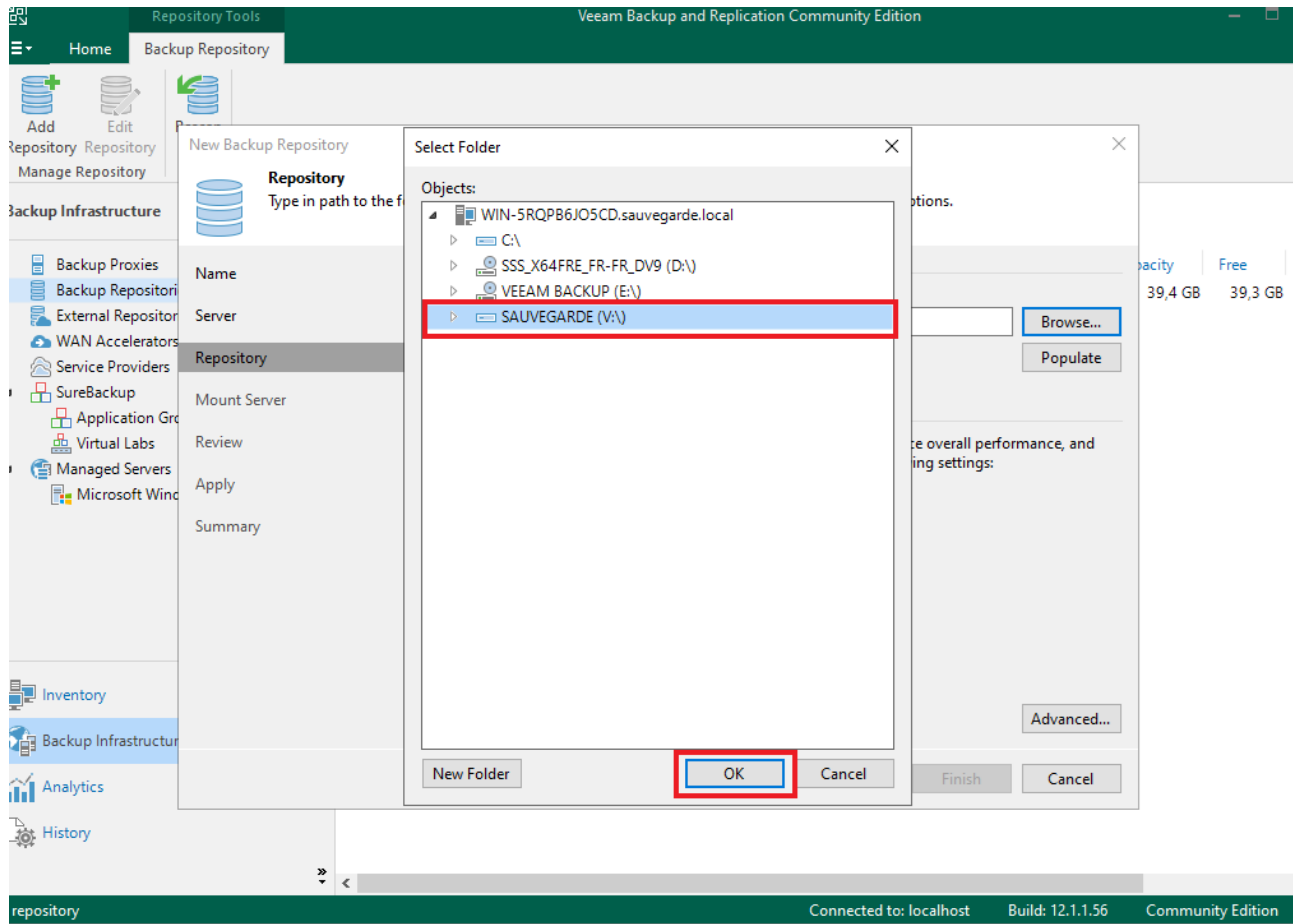 Repository Tools
Veeam Backup and Replication Community Edition
Home
Backup Repository
Add
Repository
Edit
Repository
Manage Repository
New Backup Repository
Repository
Type in path to the f
ptions.
Select Folder
Objects:
WIN-5RQPB6JO5CD.sauvegarde.local
C:\
SSS_X64FRE_FR-FR_DV9 (D:\)
VEEAM BACKUP (E:\)
SAUVEGARDE (V:\)
New Folder
OK
Cancel
Backup Infrastructure
Backup Proxies
Backup Repositori
External Repositor
WAN Accelerators
Service Providers
SureBackup
Application Gro
Virtual Labs
Managed Servers
Microsoft Wind
Name
Server
Repository
Mount Server
Review
Apply
Summary
Browse...
Populate
ce overall performance, and
ing settings:
Advanced...
Finish
Cancel
pacity
Free
39,4 GB
39,3 GB
Inventory
Backup Infrastructur
Analytics
History
repository
Connected to: localhost
Build: 12.1.1.56
Community Edition